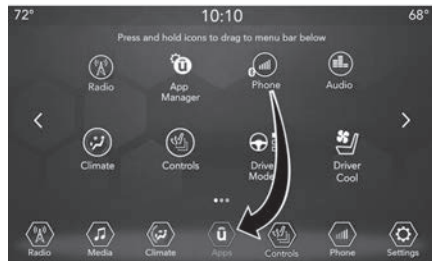 72° 10:10 68°
Press and hold icons to drag to menu bar below
Radio App Manager Phone Audio
Climate Controls Drive Mode Driver Cool
Radio Media Climate Apps Controls Phone Settings